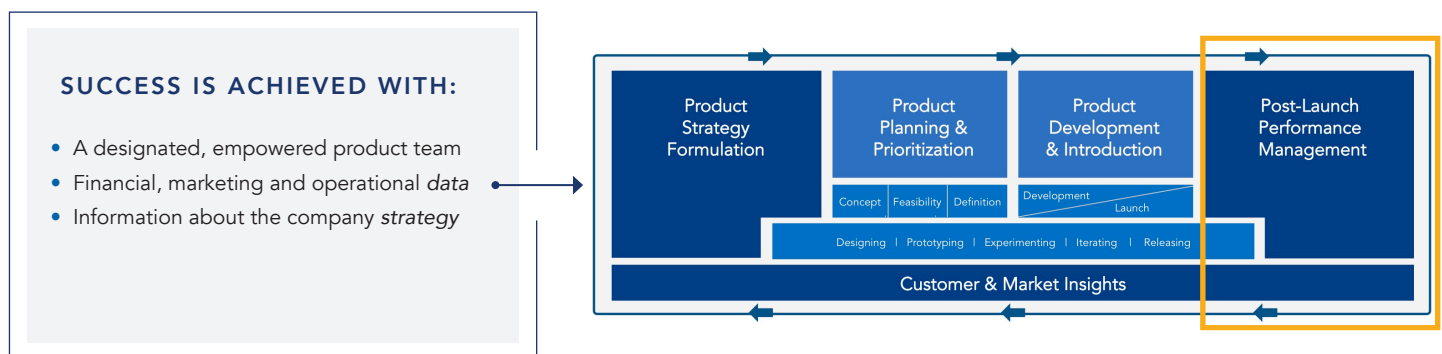 SUCCESS IS ACHIEVED WITH:
• A designated, empowered product team
• Financial, marketing and operational data
• Information about the company strategy
Product
Strategy
Formulation
Product
Planning &
Prioritization
Product
Development
& Introduction
Post-Launch
Performance
Management
Concept
Feasibility
Definition
Development
Launch
Designing | Prototyping | Experimenting | Iterating | Releasing
Customer & Market Insights